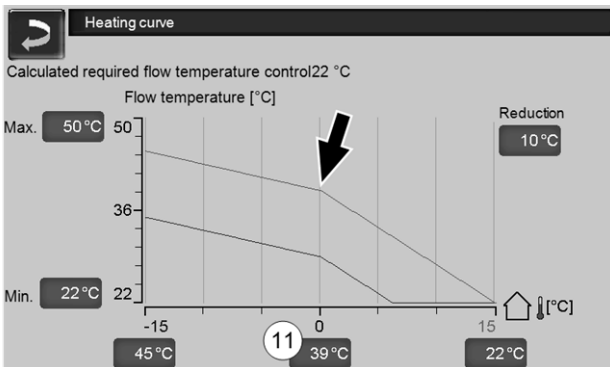 Heating curve
Calculated required flow temperature control22 °C
Flow temperature [°C]
Reduction
Max. 50°C 50
10°C
36
Min. 22°C 22
[°C]
-15 0 15
11
45°C 39°C 22°C